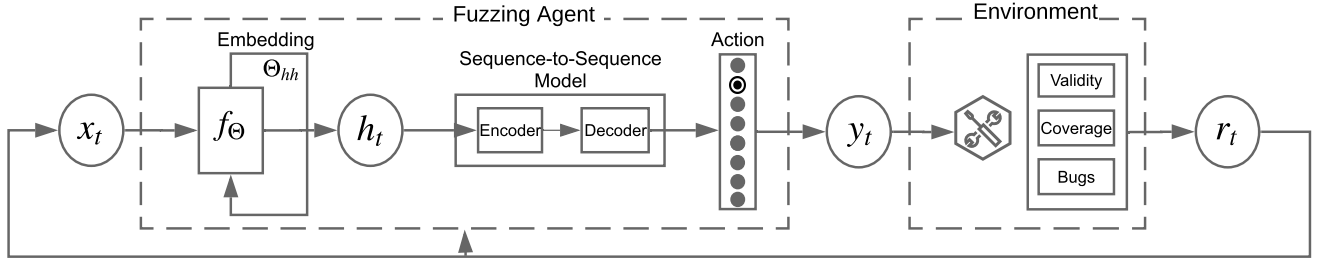 Fuzzing Agent
Environment
Embedding
Θhh
Sequence-to-Sequence
Model
Action
xt
fΘ
ht
Encoder
Decoder
yt
Validity
Coverage
Bugs
rt